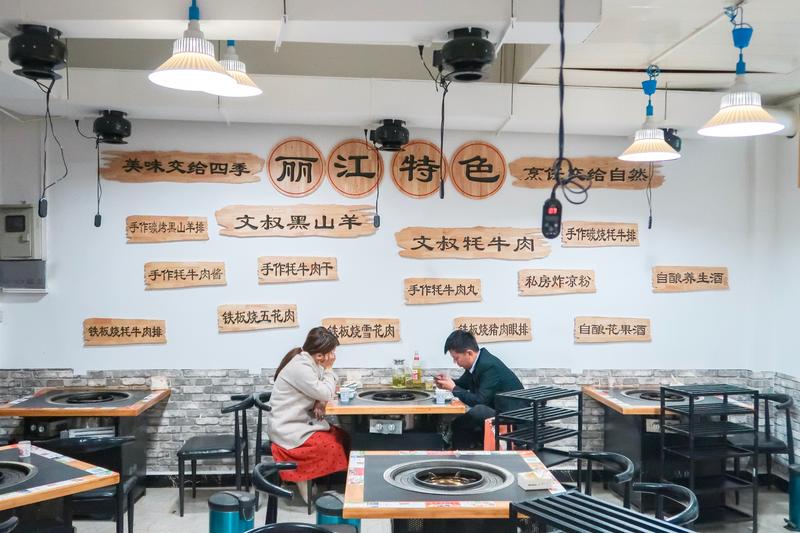 美味交给四季
丽江特色
烹饪交给自然
文叔黑山羊
文叔牦牛肉
手作碳烤黑山羊排
手作碳烧牦牛排
手作牦牛肉酱
手作牦牛肉干
手作牦牛肉丸
私房炸凉粉
自酿养生酒
铁板烧牦牛肉排
铁板烧五花肉
铁板烧雪花肉
铁板烧猪肉眼排
自酿花果酒